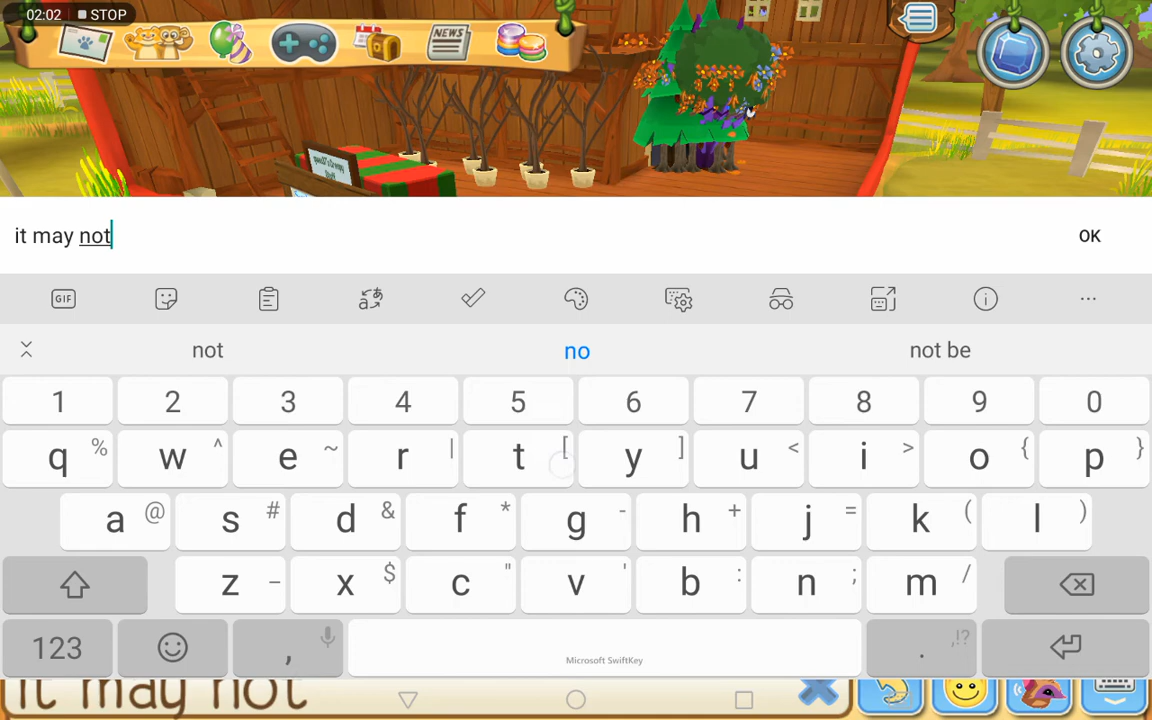 02:02 STOP
NEWS
it may not
OK
GIF
not no not be
1 2 3 4 5 6 7 8 9 0
q % w ^ e ~ r | t [ y ] u < i > o { p }
a @ s # d & f * g - h + j = k ( l )
z _ x $ c " v ' b : n ; m /
123 , . ,!?
Microsoft SwiftKey
it may not